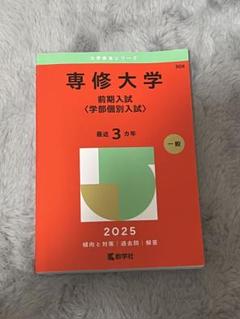 大学赤本シリーズ
専修大学
前期入試
〈学部個別入試〉
最近3カ年
一般
2025
傾向と対策｜過去問｜解答
教学社